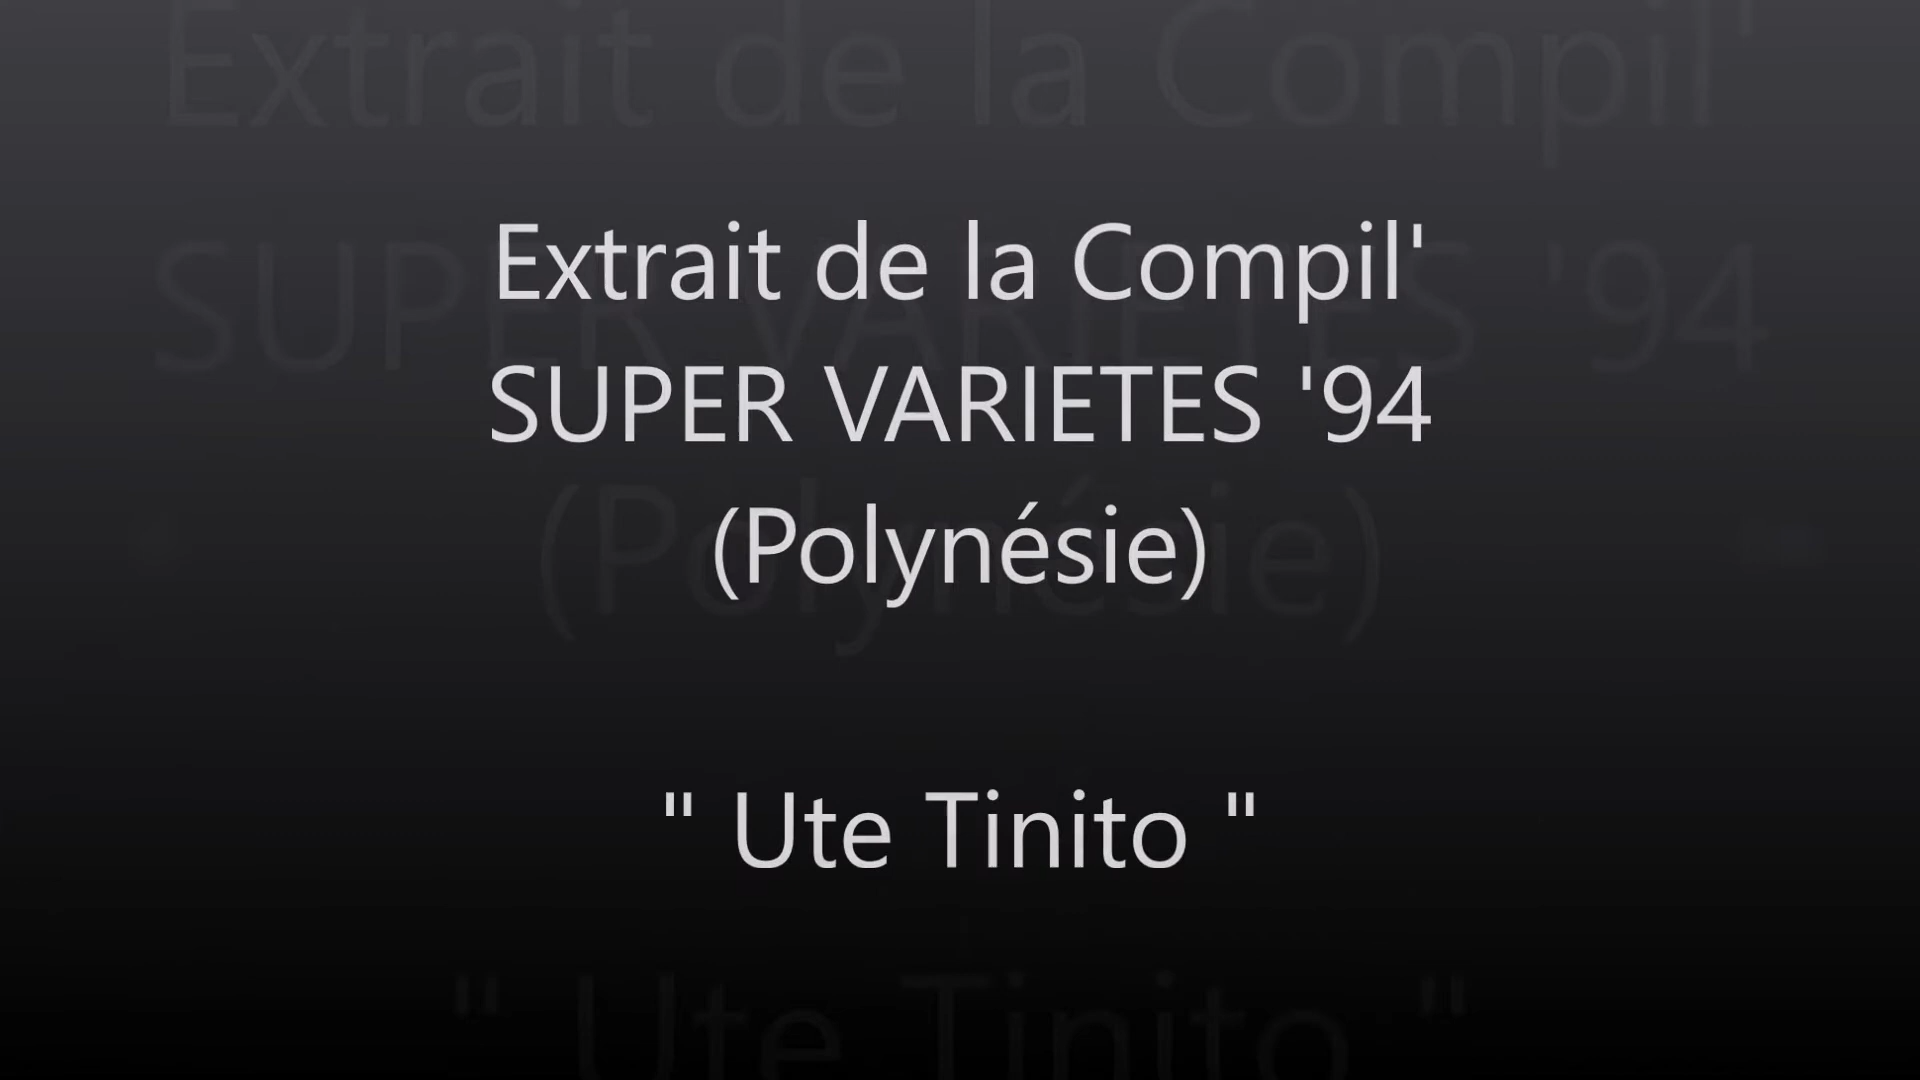 Extrait de la Compil'
SUPER VARIETES '94
(Polynésie)
" Ute Tinito "